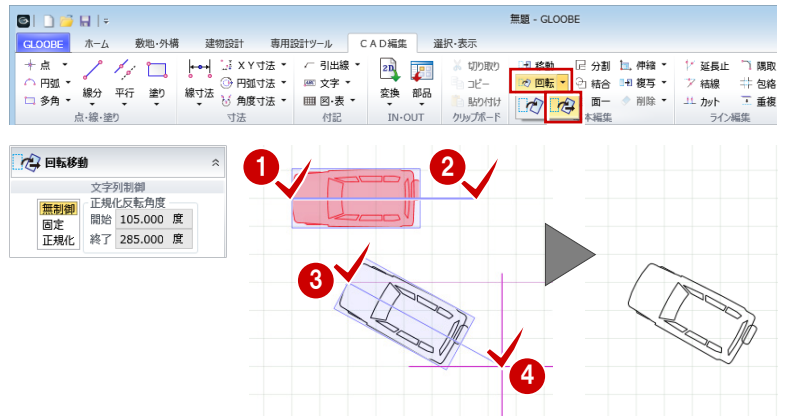 無題 - GLOOBE
GLOOBE ホーム 敷地・外構 建物設計 専用設計ツール CAD編集 選択・表示
点 線分 平行 塗り 線寸法 XY寸法 引出線 変換 部品 切り取り 移動 分割 伸縮 延長止 隅取
円弧 円弧寸法 文字 コピー 回転 結合 複写 結線 包絡
多角 角度寸法 図・表 貼り付け 面一 削除 カット 重複
点・線・塗り 寸法 付記 IN-OUT クリップボード 本編集 ライン編集
回転移動
文字列制御
無制御 正規化反転角度
固定 開始 105.000 度
正規化 終了 285.000 度
1 2
3
4